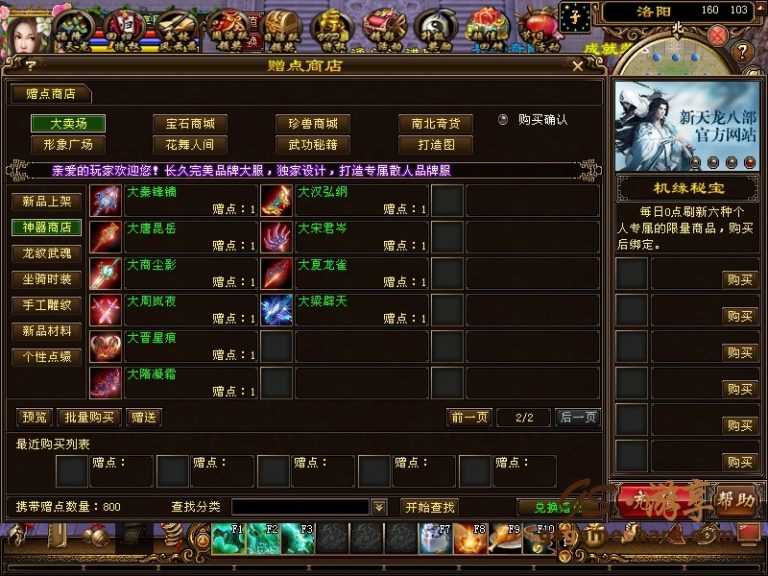 洛阳 160 103
北
? 赠点商店 ×
赠点商店
大卖场 宝石商城 珍兽商城 南北奇货 购买确认
形象广场 花舞人间 武功秘籍 打造图
亲爱的玩家欢迎您！长久完美品牌大服，独家设计，打造专属散人品牌服
新品上架
神器商店
龙纹武魂
坐骑时装
手工雕纹
新品材料
个性点缀
大秦锋镝
赠点：1
大汉弘纲
赠点：1
大唐昆岳
赠点：1
大宋君岑
赠点：1
大商尘影
赠点：1
大夏龙雀
赠点：1
大周岚夜
赠点：1
大梁辟天
赠点：1
大晋星痕
赠点：1
大隋凝霜
赠点：1
预览 批量购买 赠送 前一页 2/2 后一页
最近购买列表
赠点： 赠点： 赠点： 赠点： 赠点：
携带赠点数量：800 查找分类 开始查找
F1 F2 F3 F7 F8 F9 F10
新天龙八部
官方网站
机缘秘宝
每日0点刷新六种个
人专属的限量商品，购买
后绑定。
购买
购买
购买
购买
购买
购买
帮助